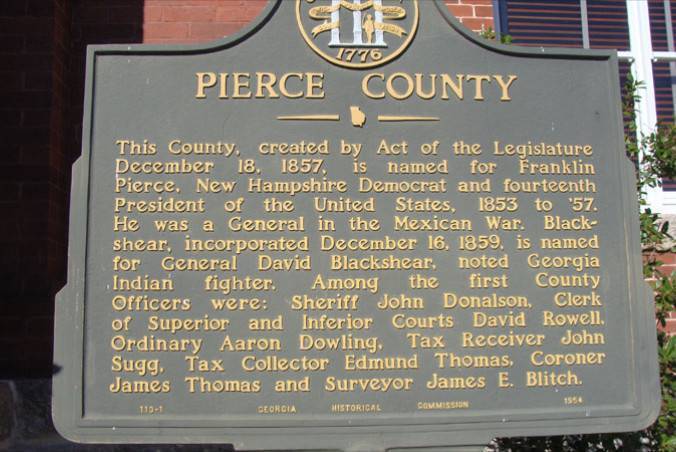 1776
PIERCE COUNTY
This County, created by Act of the Legislature
December 18, 1857, is named for Franklin
Pierce, New Hampshire Democrat and fourteenth
President of the United States, 1853 to '57.
He was a General in the Mexican War. Black-
shear, incorporated December 16, 1859, is named
for General David Blackshear, noted Georgia
Indian fighter. Among the first County
Officers were: Sheriff John Donalson, Clerk
of Superior and Inferior Courts David Rowell,
Ordinary Aaron Dowling, Tax Receiver John
Sugg, Tax Collector Edmund Thomas, Coroner
James Thomas and Surveyor James E. Blitch.
113-1 GEORGIA HISTORICAL COMMISSION 1954